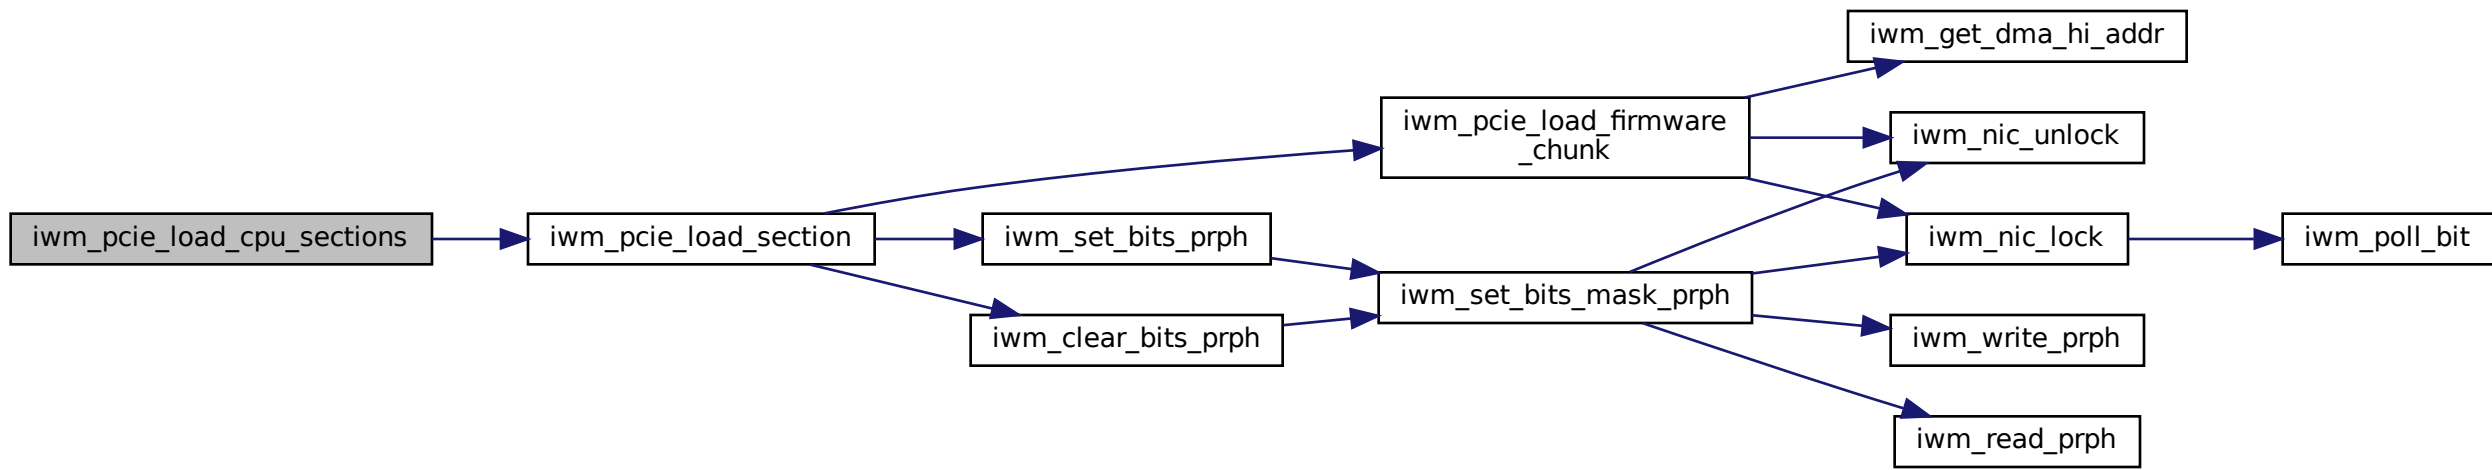 iwm_pcie_load_cpu_sections
iwm_pcie_load_section
iwm_pcie_load_firmware
_chunk
iwm_set_bits_prph
iwm_clear_bits_prph
iwm_set_bits_mask_prph
iwm_get_dma_hi_addr
iwm_nic_unlock
iwm_nic_lock
iwm_write_prph
iwm_read_prph
iwm_poll_bit